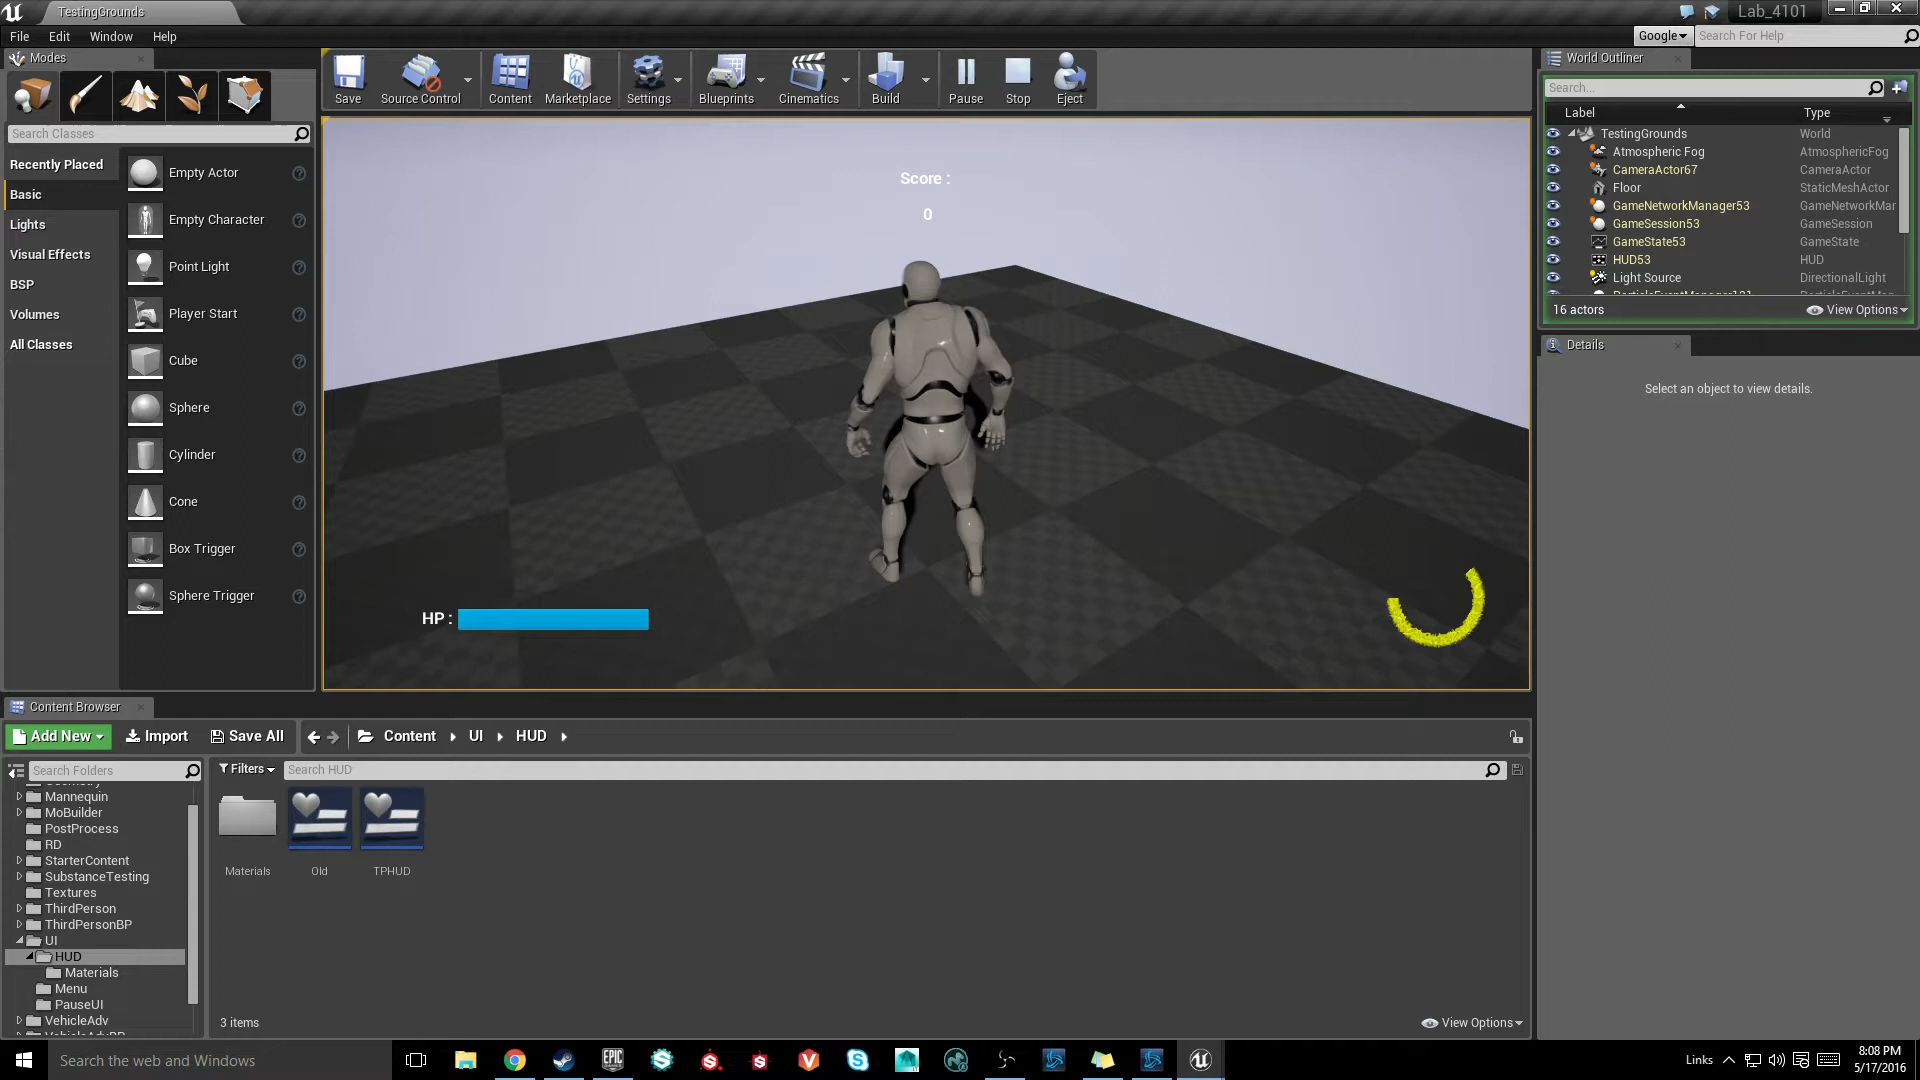 TestingGrounds
Lab_4101
File Edit Window Help
Google Search For Help
Modes
Save Source Control Content Marketplace Settings Blueprints Cinematics Build Pause Stop Eject
World Outliner
Search...
Label Type
TestingGrounds World
Atmospheric Fog AtmosphericFog
CameraActor67 CameraActor
Floor StaticMeshActor
GameNetworkManager53 GameNetworkMar
GameSession53 GameSession
GameState53 GameState
HUD53 HUD
Light Source DirectionalLight
16 actors View Options
Details
Select an object to view details.
Search Classes
Recently Placed
Basic
Lights
Visual Effects
BSP
Volumes
All Classes
Empty Actor
Empty Character
Point Light
Player Start
Cube
Sphere
Cylinder
Cone
Box Trigger
Sphere Trigger
Score :
0
HP :
Content Browser
Add New Import Save All Content UI HUD
Search Folders
Filters Search HUD
Mannequin
MoBuilder
PostProcess
RD
StarterContent
SubstanceTesting
Textures
ThirdPerson
ThirdPersonBP
UI
HUD
Materials
Menu
PauseUI
VehicleAdv
Materials Old TPHUD
3 items View Options
Search the web and Windows
EPIC GAMES
Links
8:08 PM
5/17/2016